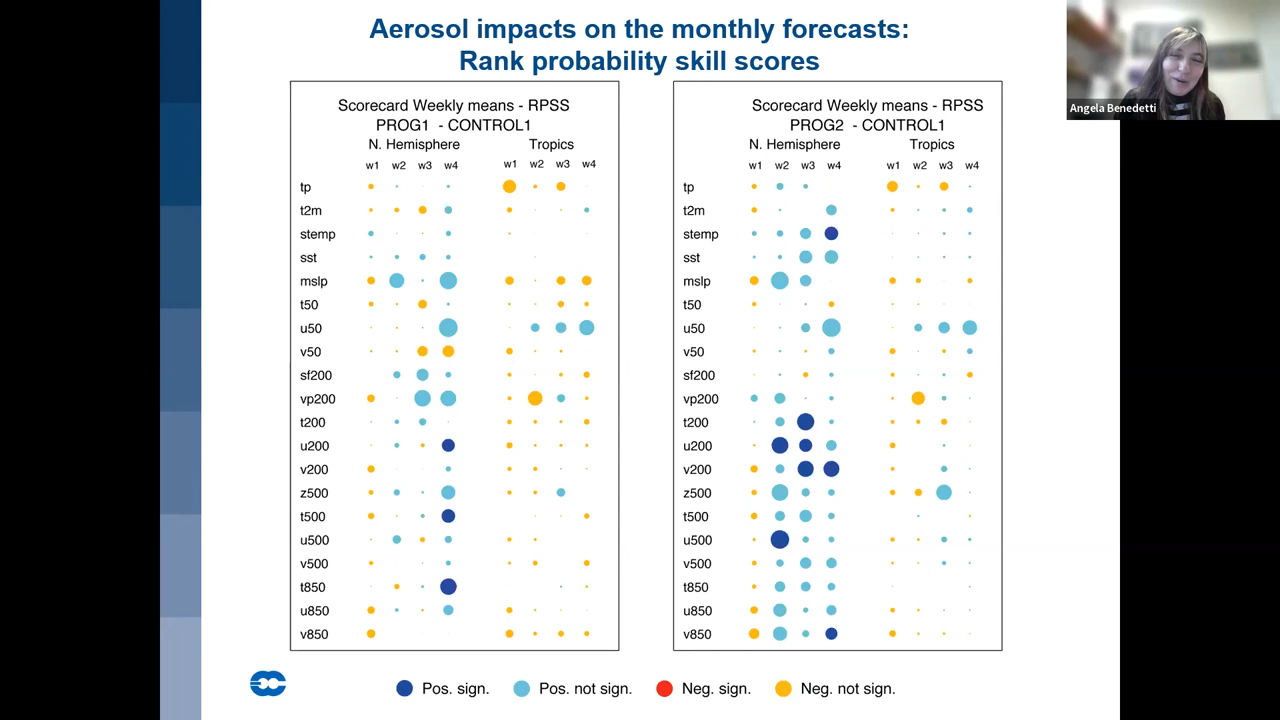 Aerosol impacts on the monthly forecasts:
Rank probability skill scores
Angela Benedetti
Scorecard Weekly means - RPSS
PROG1 - CONTROL1
N. Hemisphere Tropics
w1 w2 w3 w4 w1 w2 w3 w4
tp
t2m
stemp
sst
mslp
t50
u50
v50
sf200
vp200
t200
u200
v200
z500
t500
u500
v500
t850
u850
v850
Scorecard Weekly means - RPSS
PROG2 - CONTROL1
N. Hemisphere Tropics
w1 w2 w3 w4 w1 w2 w3 w4
tp
t2m
stemp
sst
mslp
t50
u50
v50
sf200
vp200
t200
u200
v200
z500
t500
u500
v500
t850
u850
v850
Pos. sign. Pos. not sign. Neg. sign. Neg. not sign.